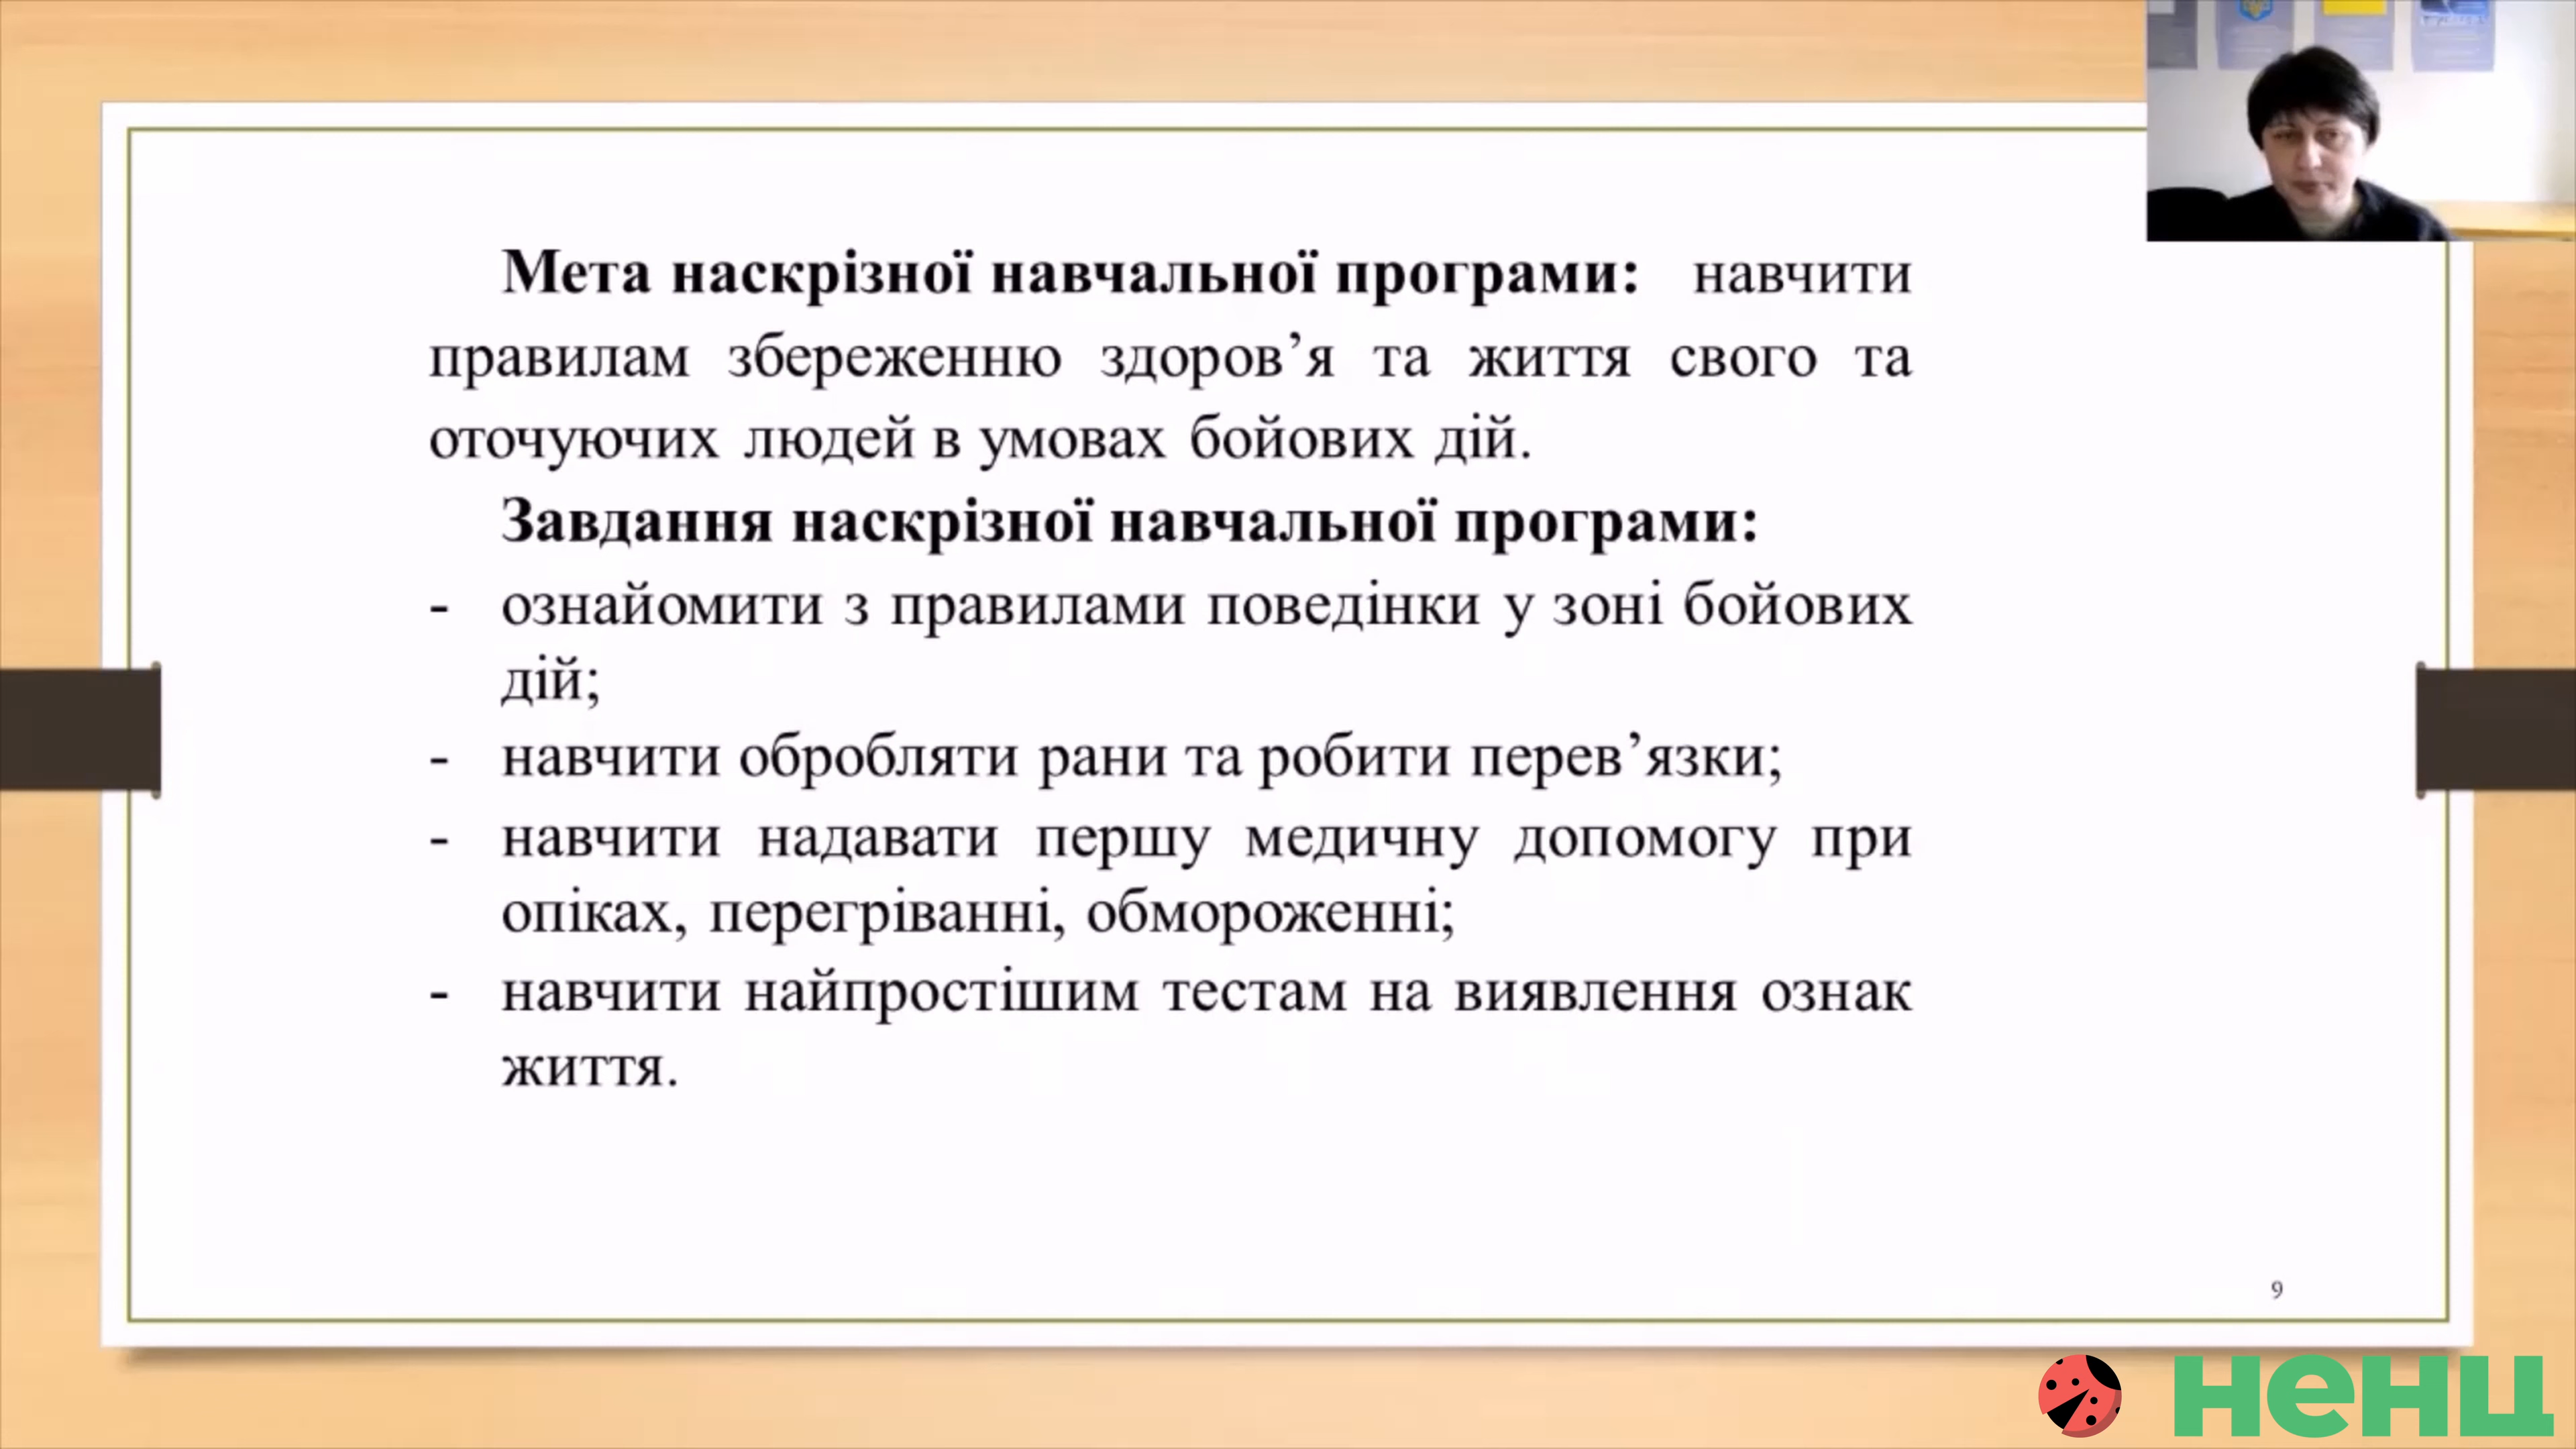 Мета наскрізної навчальної програми: навчити
правилам збереженню здоров’я та життя свого та
оточуючих людей в умовах бойових дій.
Завдання наскрізної навчальної програми:
- ознайомити з правилами поведінки у зоні бойових
дій;
- навчити обробляти рани та робити перев’язки;
- навчити надавати першу медичну допомогу при
опіках, перегріванні, обмороженні;
- навчити найпростішим тестам на виявлення ознак
життя.
9
ненц